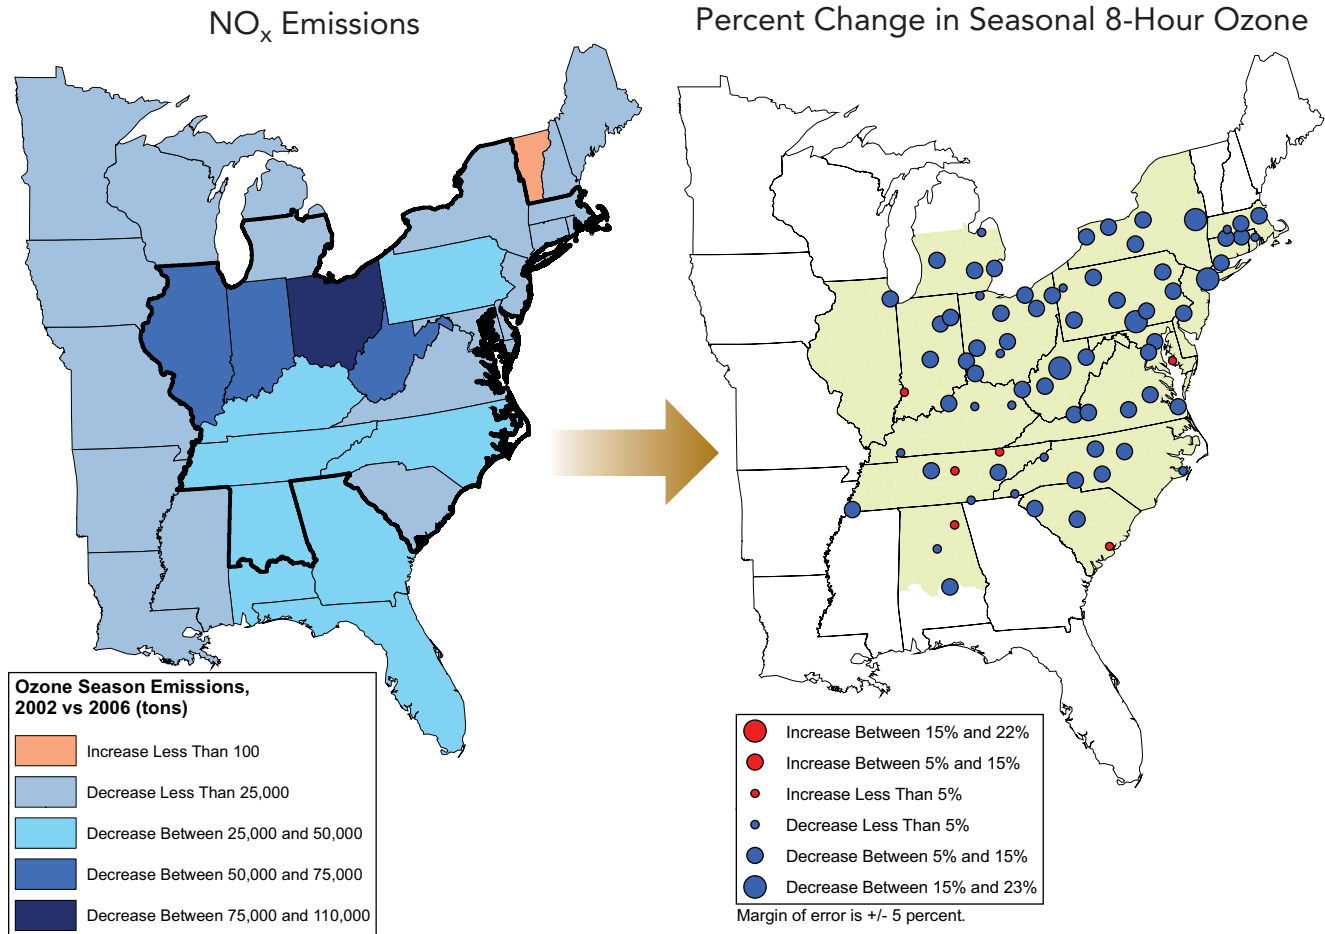 NOx Emissions
Percent Change in Seasonal 8-Hour Ozone
Ozone Season Emissions,
2002 vs 2006 (tons)
Increase Less Than 100
Decrease Less Than 25,000
Decrease Between 25,000 and 50,000
Decrease Between 50,000 and 75,000
Decrease Between 75,000 and 110,000
Increase Between 15% and 22%
Increase Between 5% and 15%
Increase Less Than 5%
Decrease Less Than 5%
Decrease Between 5% and 15%
Decrease Between 15% and 23%
Margin of error is +/- 5 percent.